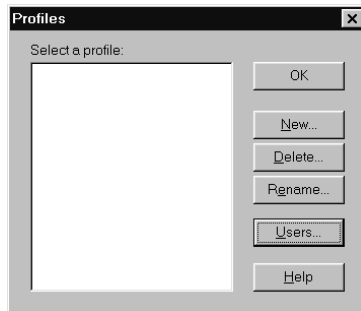 Profiles
Select a profile:
OK
New...
Delete...
Rename...
Users...
Help